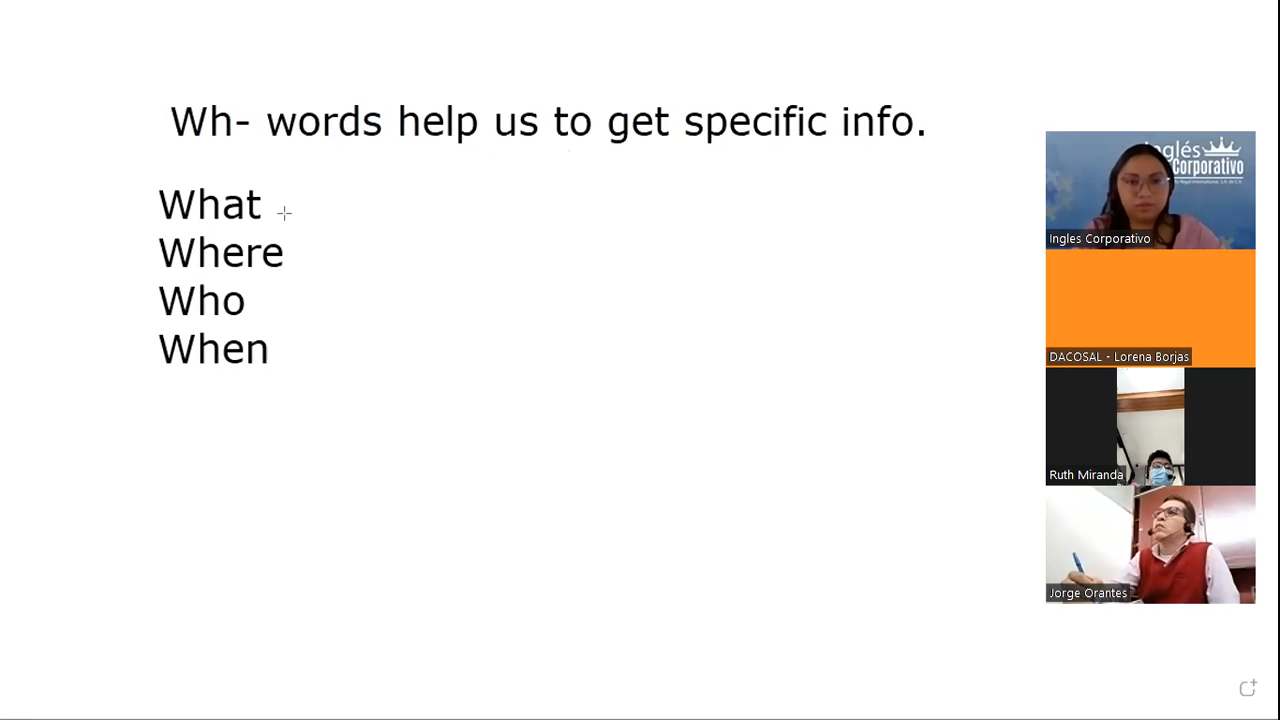 Wh- words help us to get specific info.
What
Where
Who
When
Inglés
Corporativo
Ingles Corporativo
DACOSAL - Lorena Borjas
Ruth Miranda
Jorge Orantes